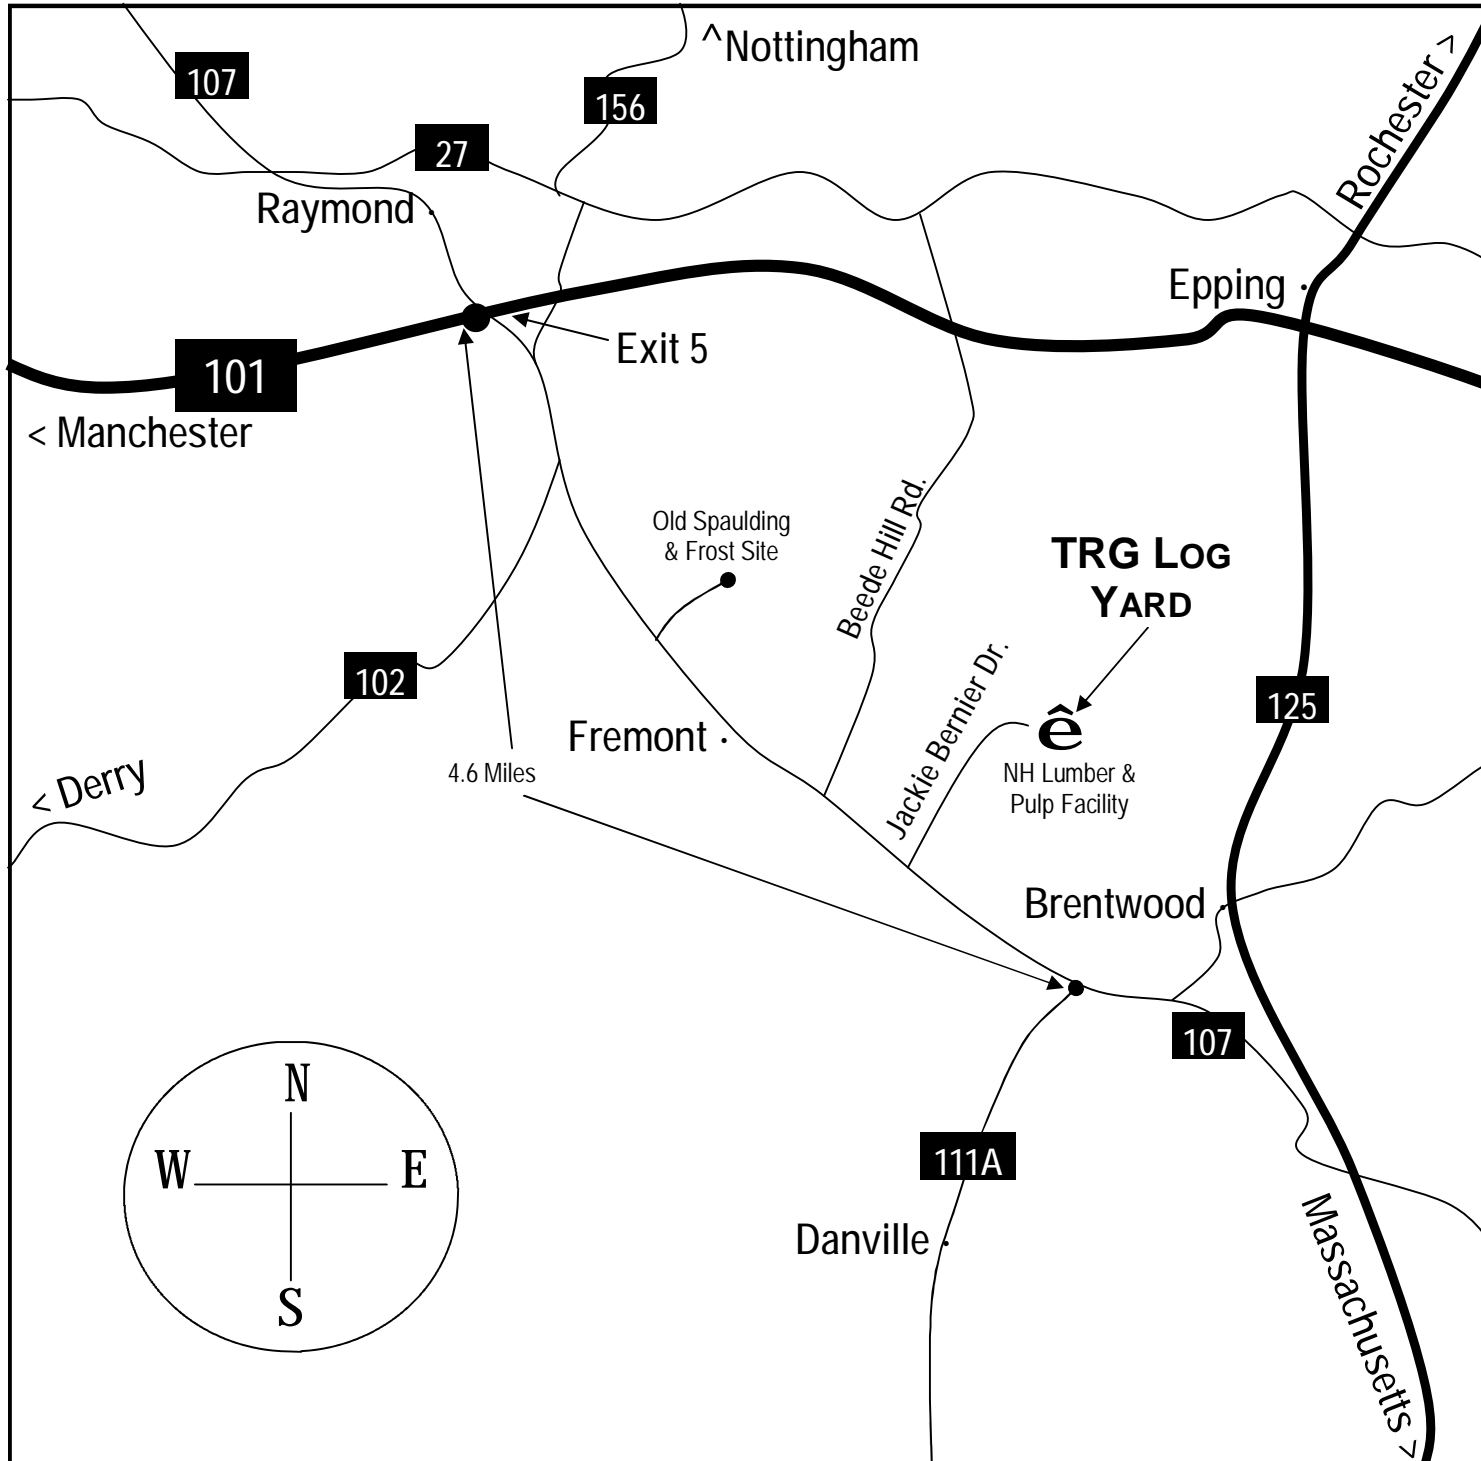 ^Nottingham
107
156
27
Rochester >
Raymond
Epping
Exit 5
101
< Manchester
Old Spaulding
& Frost Site
Beede Hill Rd.
TRG LOG
YARD
102
Jackie Bernier Dr.
125
Fremont
4.6 Miles
ê
NH Lumber &
Pulp Facility
< Derry
Brentwood
107
N
W E
S
111A
Danville
Massachusetts >